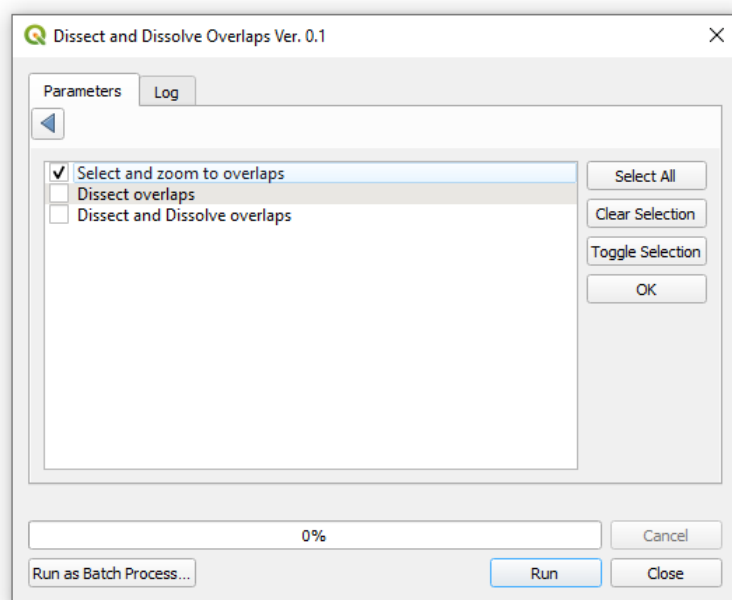 Dissect and Dissolve Overlaps Ver. 0.1
Parameters
Log
Select and zoom to overlaps
Dissect overlaps
Dissect and Dissolve overlaps
Select All
Clear Selection
Toggle Selection
OK
0%
Cancel
Run as Batch Process...
Run
Close